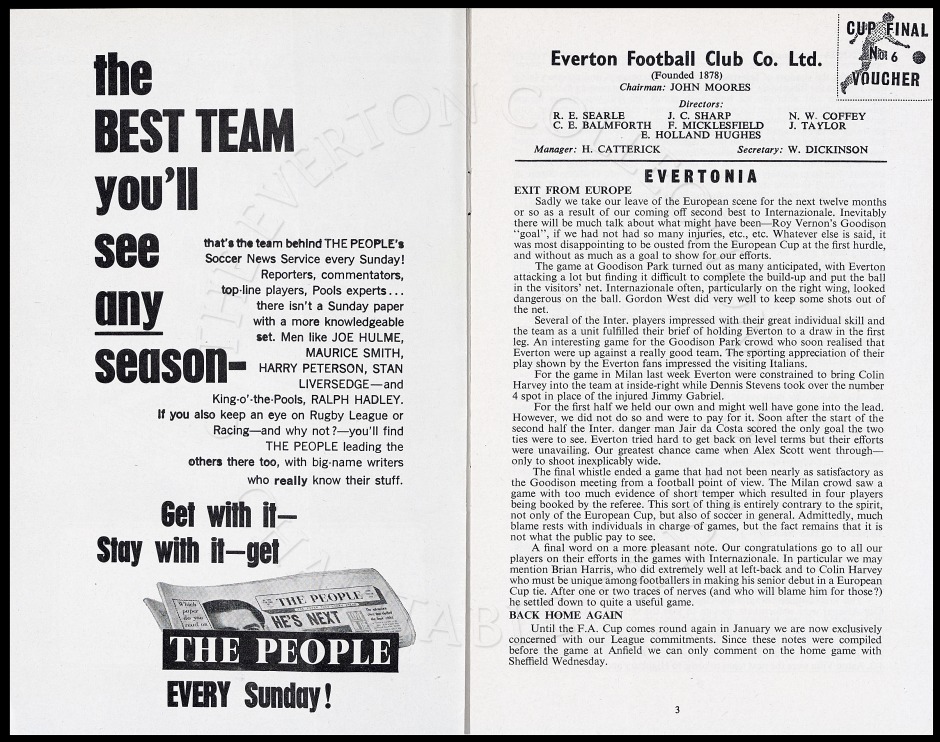 the
BEST TEAM
you'll
see
any
season-
that's the team behind THE PEOPLE's
Soccer News Service every Sunday!
Reporters, commentators,
top-line players, Pools experts...
there isn't a Sunday paper
with a more knowledgeable
set. Men like JOE HULME,
MAURICE SMITH,
HARRY PETERSON, STAN
LIVERSEDGE—and
King-o'-the-Pools, RALPH HADLEY.
If you also keep an eye on Rugby League or
Racing—and why not?—you'll find
THE PEOPLE leading the
others there too, with big-name writers
who really know their stuff.
Get with it—
Stay with it—get
Which
paper
do you
read on
THE PEOPLE
HE'S NEXT
THE PEOPLE
EVERY Sunday!
CUP FINAL
No 6
VOUCHER
Everton Football Club Co. Ltd.
(Founded 1878)
Chairman: JOHN MOORES
Directors:
R. E. SEARLE J. C. SHARP N. W. COFFEY
C. E. BALMFORTH F. MICKLESFIELD J. TAYLOR
E. HOLLAND HUGHES
Manager: H. CATTERICK Secretary: W. DICKINSON
EVERTONIA
EXIT FROM EUROPE
Sadly we take our leave of the European scene for the next twelve months
or so as a result of our coming off second best to Internazionale. Inevitably
there will be much talk about what might have been—Roy Vernon's Goodison
"goal", if we had not had so many injuries, etc., etc. Whatever else is said, it
was most disappointing to be ousted from the European Cup at the first hurdle,
and without as much as a goal to show for our efforts.
The game at Goodison Park turned out as many anticipated, with Everton
attacking a lot but finding it difficult to complete the build-up and put the ball
in the visitors' net. Internazionale often, particularly on the right wing, looked
dangerous on the ball. Gordon West did very well to keep some shots out of
the net.
Several of the Inter. players impressed with their great individual skill and
the team as a unit fulfilled their brief of holding Everton to a draw in the first
leg. An interesting game for the Goodison Park crowd who soon realised that
Everton were up against a really good team. The sporting appreciation of their
play shown by the Everton fans impressed the visiting Italians.
For the game in Milan last week Everton were constrained to bring Colin
Harvey into the team at inside-right while Dennis Stevens took over the number
4 spot in place of the injured Jimmy Gabriel.
For the first half we held our own and might well have gone into the lead.
However, we did not do so and were to pay for it. Soon after the start of the
second half the Inter. danger man Jair da Costa scored the only goal the two
ties were to see. Everton tried hard to get back on level terms but their efforts
were unavailing. Our greatest chance came when Alex Scott went through—
only to shoot inexplicably wide.
The final whistle ended a game that had not been nearly as satisfactory as
the Goodison meeting from a football point of view. The Milan crowd saw a
game with too much evidence of short temper which resulted in four players
being booked by the referee. This sort of thing is entirely contrary to the spirit,
not only of the European Cup, but also of soccer in general. Admittedly, much
blame rests with individuals in charge of games, but the fact remains that it is
not what the public pay to see.
A final word on a more pleasant note. Our congratulations go to all our
players on their efforts in the games with Internazionale. In particular we may
mention Brian Harris, who did extremely well at left-back and to Colin Harvey
who must be unique among footballers in making his senior debut in a European
Cup tie. After one or two traces of nerves (and who will blame him for those?)
he settled down to quite a useful game.
BACK HOME AGAIN
Until the F.A. Cup comes round again in January we are now exclusively
concerned with our League commitments. Since these notes were compiled
before the game at Anfield we can only comment on the home game with
Sheffield Wednesday.
3